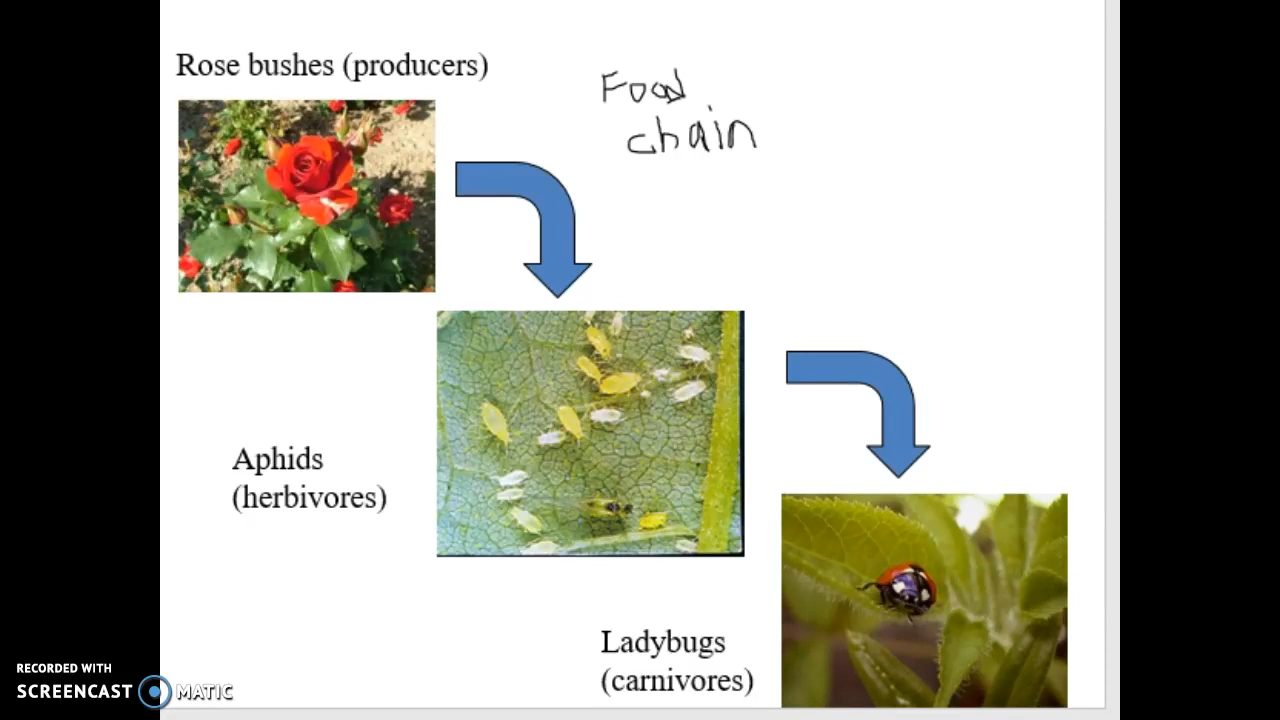 Rose bushes (producers)
Food
chain
Aphids
(herbivores)
Ladybugs
(carnivores)
RECORDED WITH
SCREENCAST MATIC